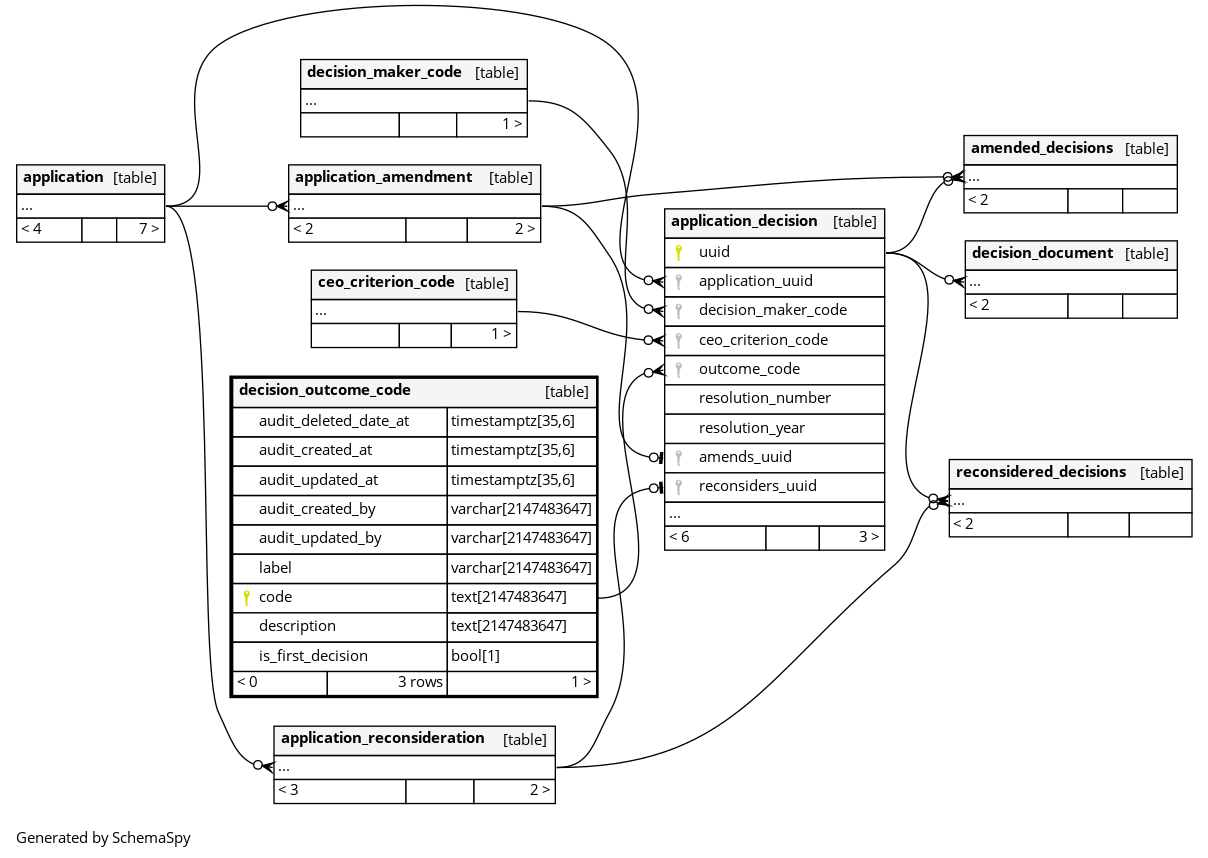 decision_maker_code [table]
...
1 >
application [table]
...
< 4 7 >
application_amendment [table]
...
< 2 2 >
ceo_criterion_code [table]
...
1 >
decision_outcome_code [table]
audit_deleted_date_at timestamptz[35,6]
audit_created_at timestamptz[35,6]
audit_updated_at timestamptz[35,6]
audit_created_by varchar[2147483647]
audit_updated_by varchar[2147483647]
label varchar[2147483647]
code text[2147483647]
description text[2147483647]
is_first_decision bool[1]
< 0 3 rows 1 >
application_reconsideration [table]
...
< 3 2 >
application_decision [table]
uuid
application_uuid
decision_maker_code
ceo_criterion_code
outcome_code
resolution_number
resolution_year
amends_uuid
reconsiders_uuid
...
< 6 3 >
amended_decisions [table]
...
< 2
decision_document [table]
...
< 2
reconsidered_decisions [table]
...
< 2
Generated by SchemaSpy